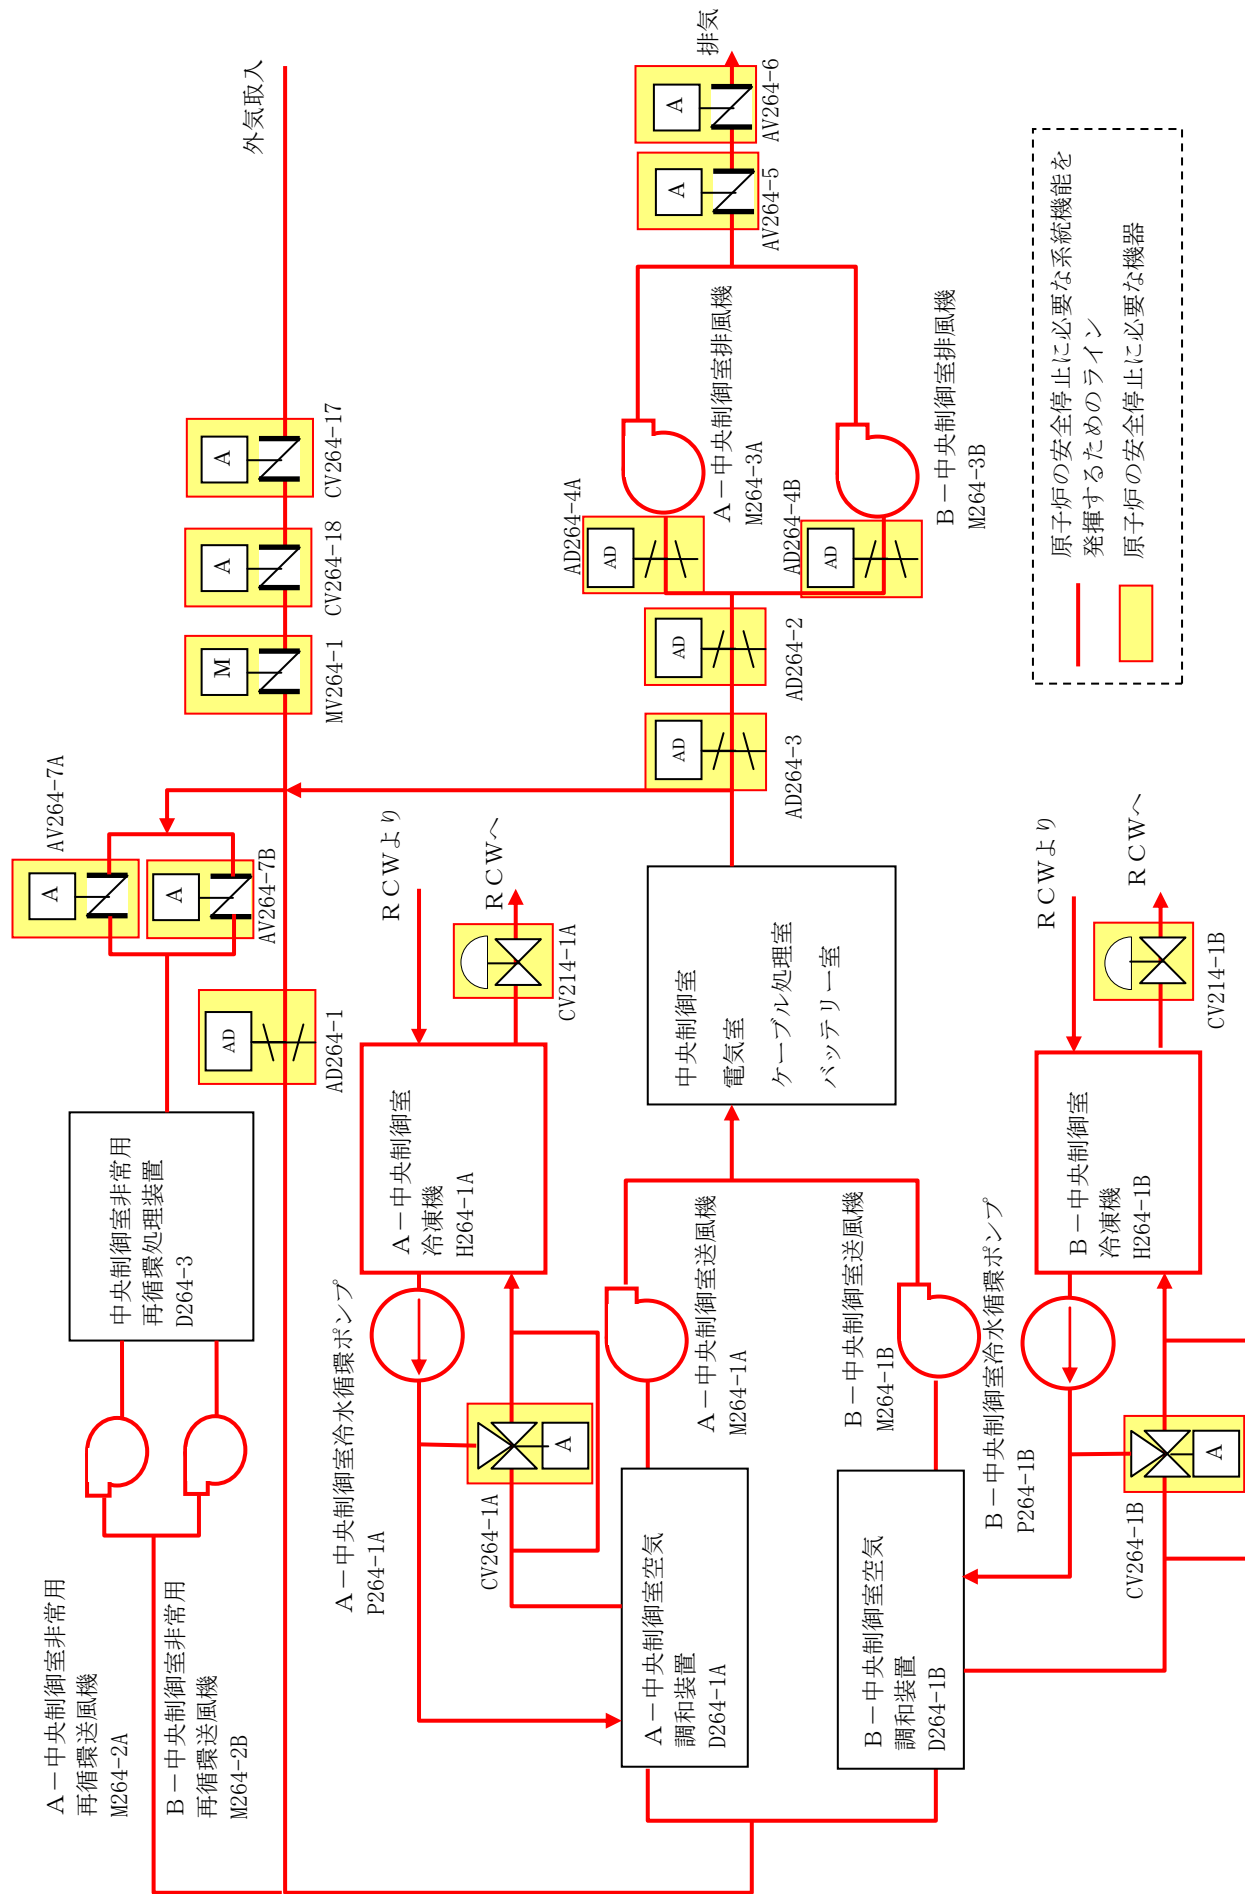 A－中央制御室非常用
再循環送風機
M264-2A
B－中央制御室非常用
再循環送風機
M264-2B
中央制御室非常用
再循環処理装置
D264-3
A
AV264-7A
A
AV264-7B
AD
AD264-1
M
MV264-1
A
CV264-18
A
CV264-17
外気取入
A－中央制御室冷水循環ポンプ
P264-1A
A－中央制御室
冷凍機
H264-1A
RCWより
RCWへ
CV214-1A
A
CV264-1A
A－中央制御室空気
調和装置
D264-1A
A－中央制御室送風機
M264-1A
B－中央制御室空気
調和装置
D264-1B
B－中央制御室送風機
M264-1B
中央制御室
電気室
ケーブル処理室
バッテリー室
AD
AD264-3
AD
AD264-2
AD
AD264-4A
AD
AD264-4B
A－中央制御室排風機
M264-3A
B－中央制御室排風機
M264-3B
A
AV264-5
A
AV264-6
排気
B－中央制御室冷水循環ポンプ
P264-1B
B－中央制御室
冷凍機
H264-1B
RCWより
RCWへ
CV214-1B
A
CV264-1B
原子炉の安全停止に必要な系統機能を
発揮するためのライン
原子炉の安全停止に必要な機器